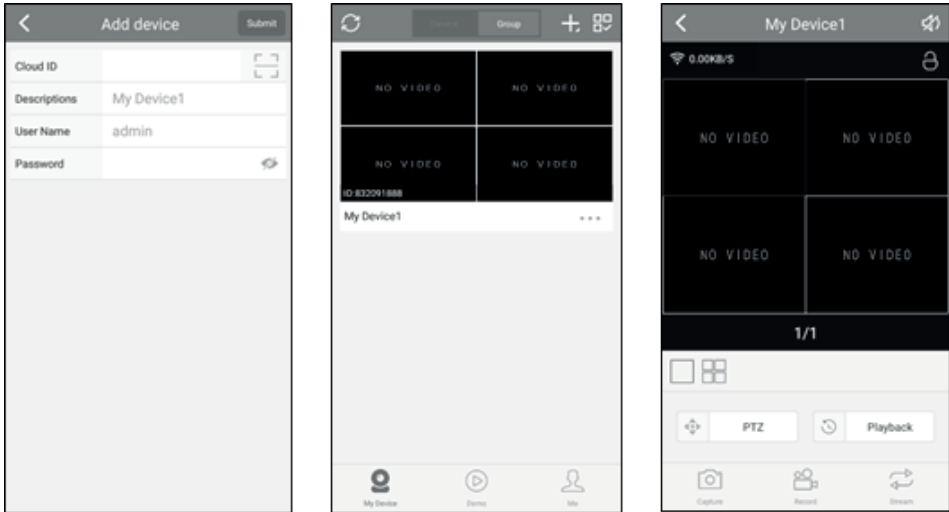 Add device
Submit
Cloud ID
Descriptions
My Device1
User Name
admin
Password
Device
Group
NO VIDEO
NO VIDEO
NO VIDEO
NO VIDEO
ID:832091888
My Device1
My Device
Demo
Me
My Device1
0.00KB/S
NO VIDEO
NO VIDEO
NO VIDEO
NO VIDEO
1/1
PTZ
Playback
Capture
Record
Stream